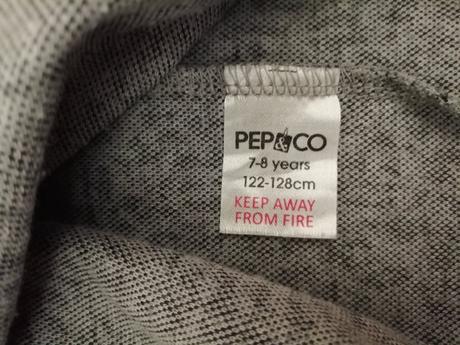 PEP&CO
7-8 years
122-128cm
KEEP AWAY
FROM FIRE